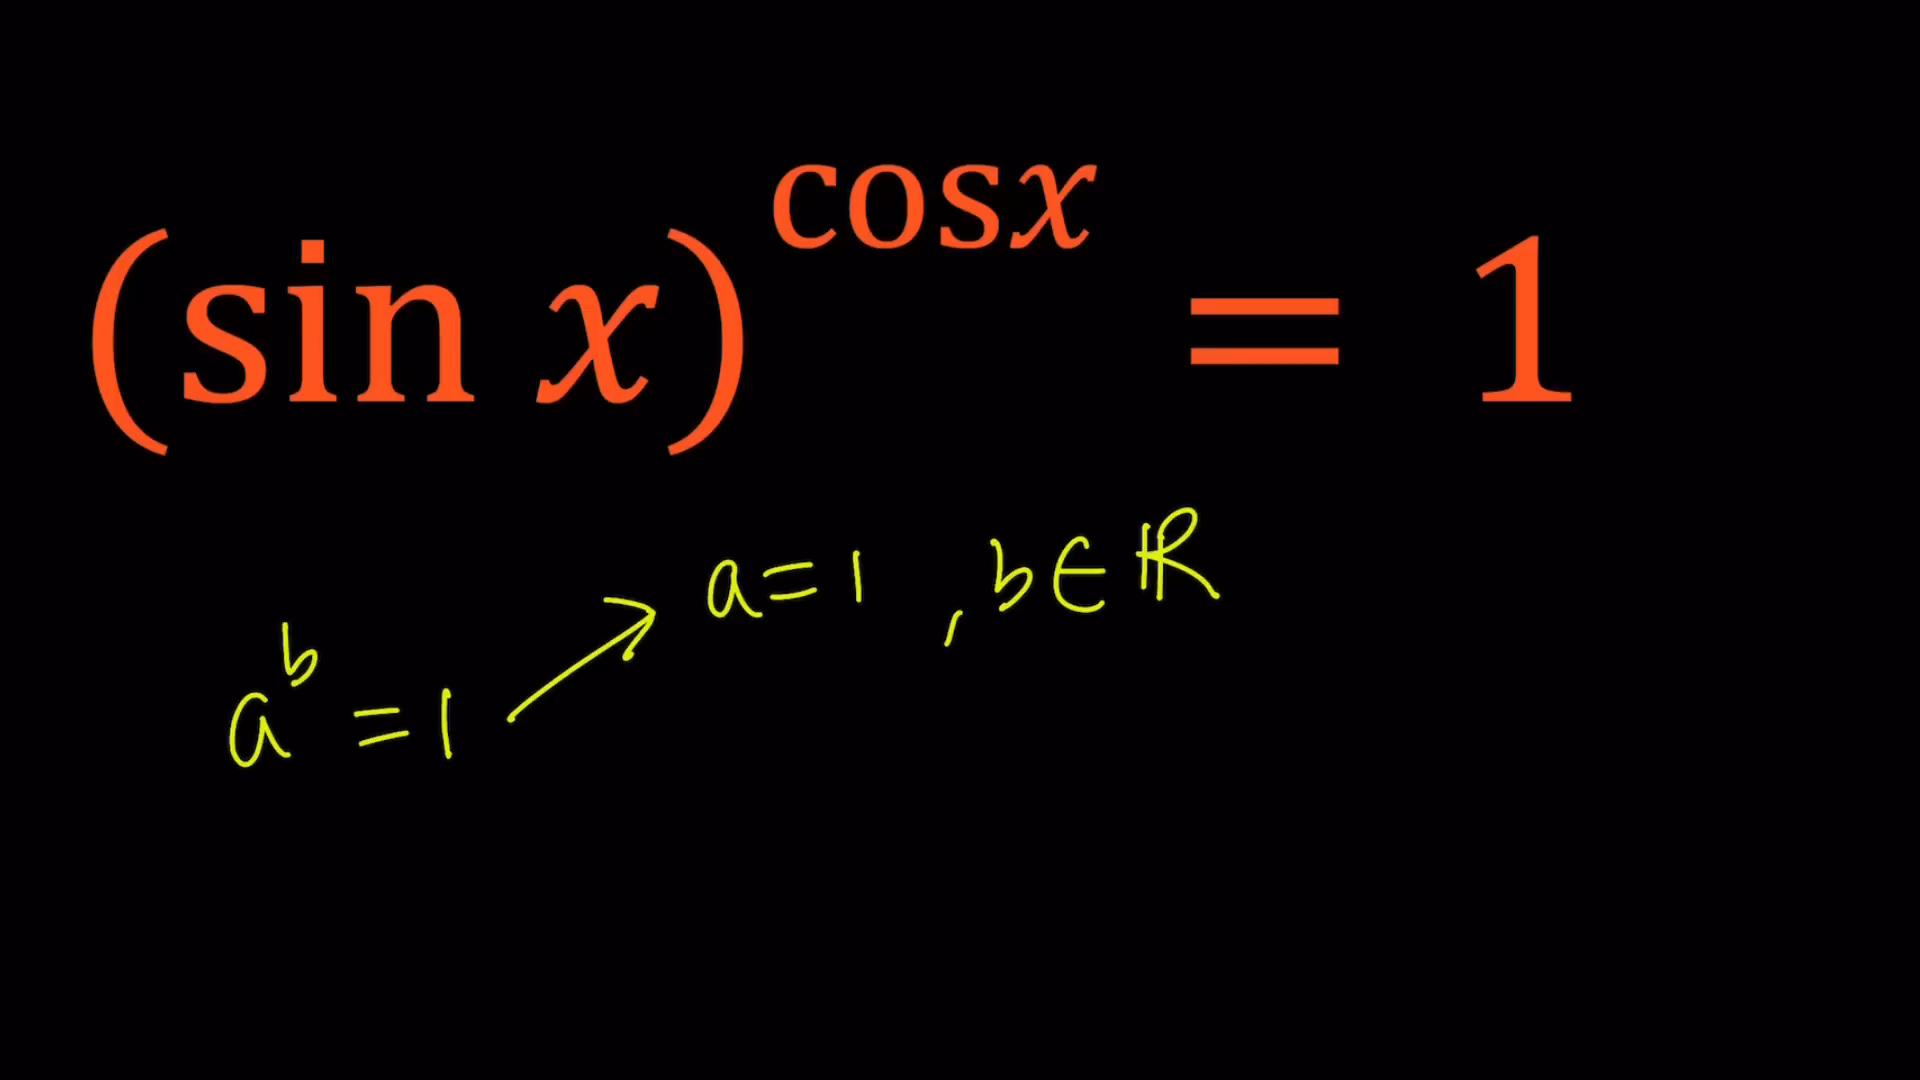 (sin x)^cosx = 1
a=1 , b∈ℝ
a^b = 1